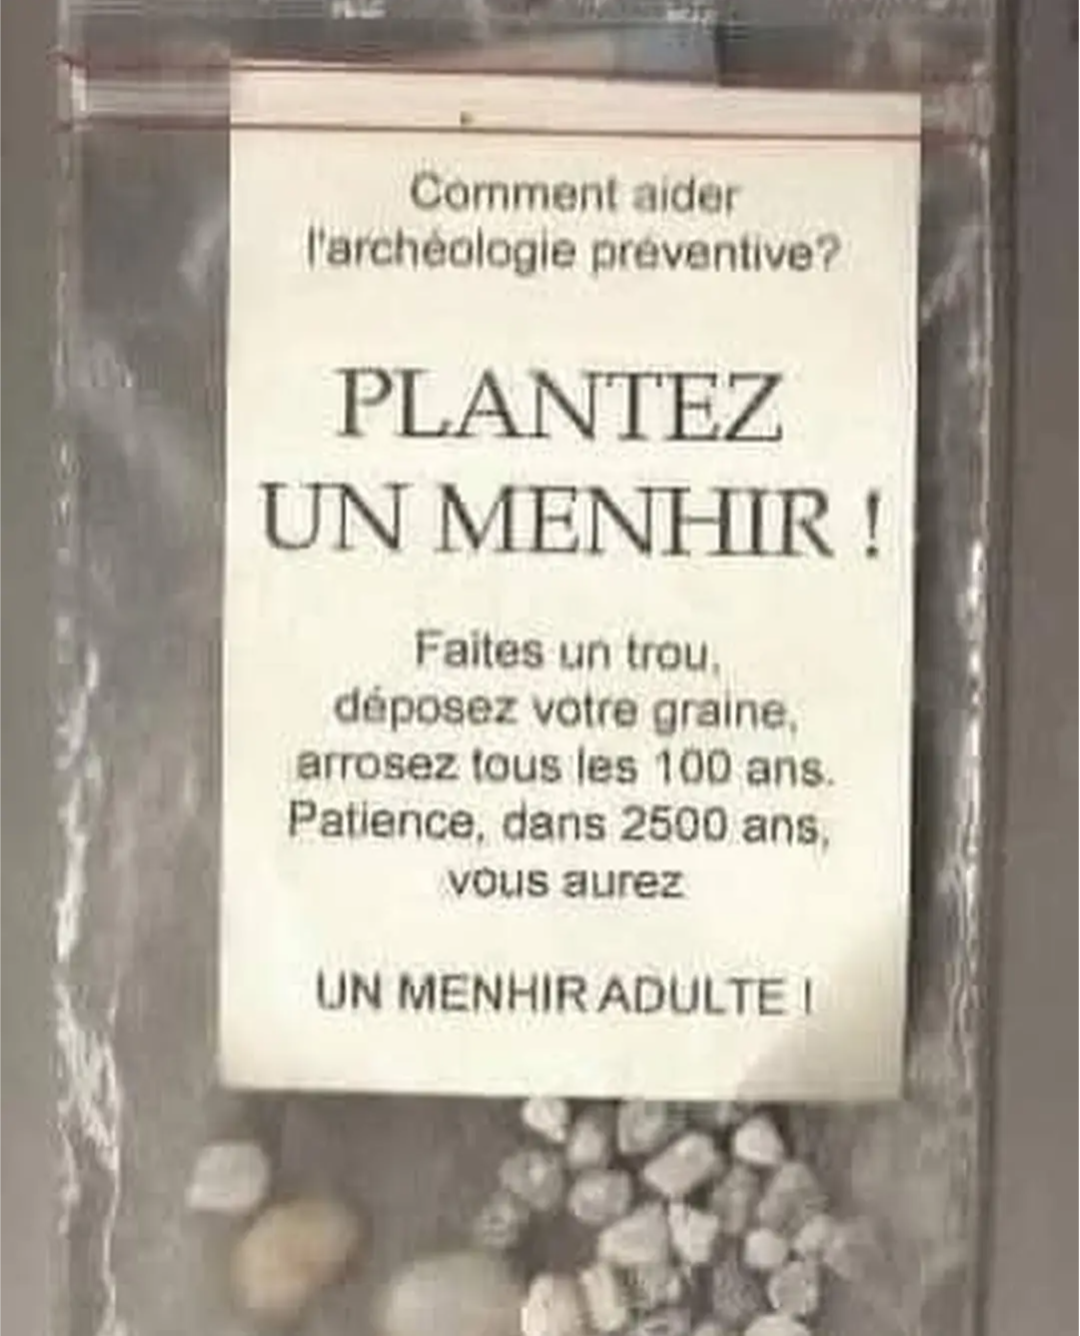 Comment aider
l'archéologie préventive?
PLANTEZ
UN MENHIR !
Faites un trou,
déposez votre graine,
arrosez tous les 100 ans.
Patience, dans 2500 ans,
vous aurez
UN MENHIR ADULTE !